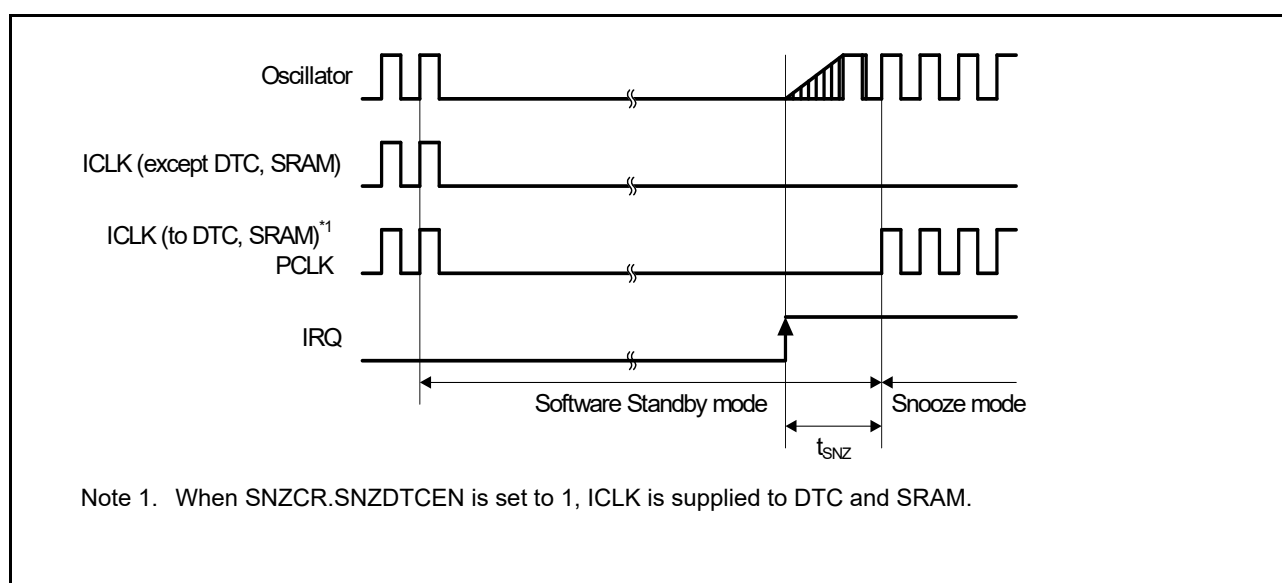 Oscillator
ICLK (except DTC, SRAM)
ICLK (to DTC, SRAM)*1
PCLK
IRQ
Software Standby mode
Snooze mode
tSNZ
Note 1. When SNZCR.SNZDTCEN is set to 1, ICLK is supplied to DTC and SRAM.